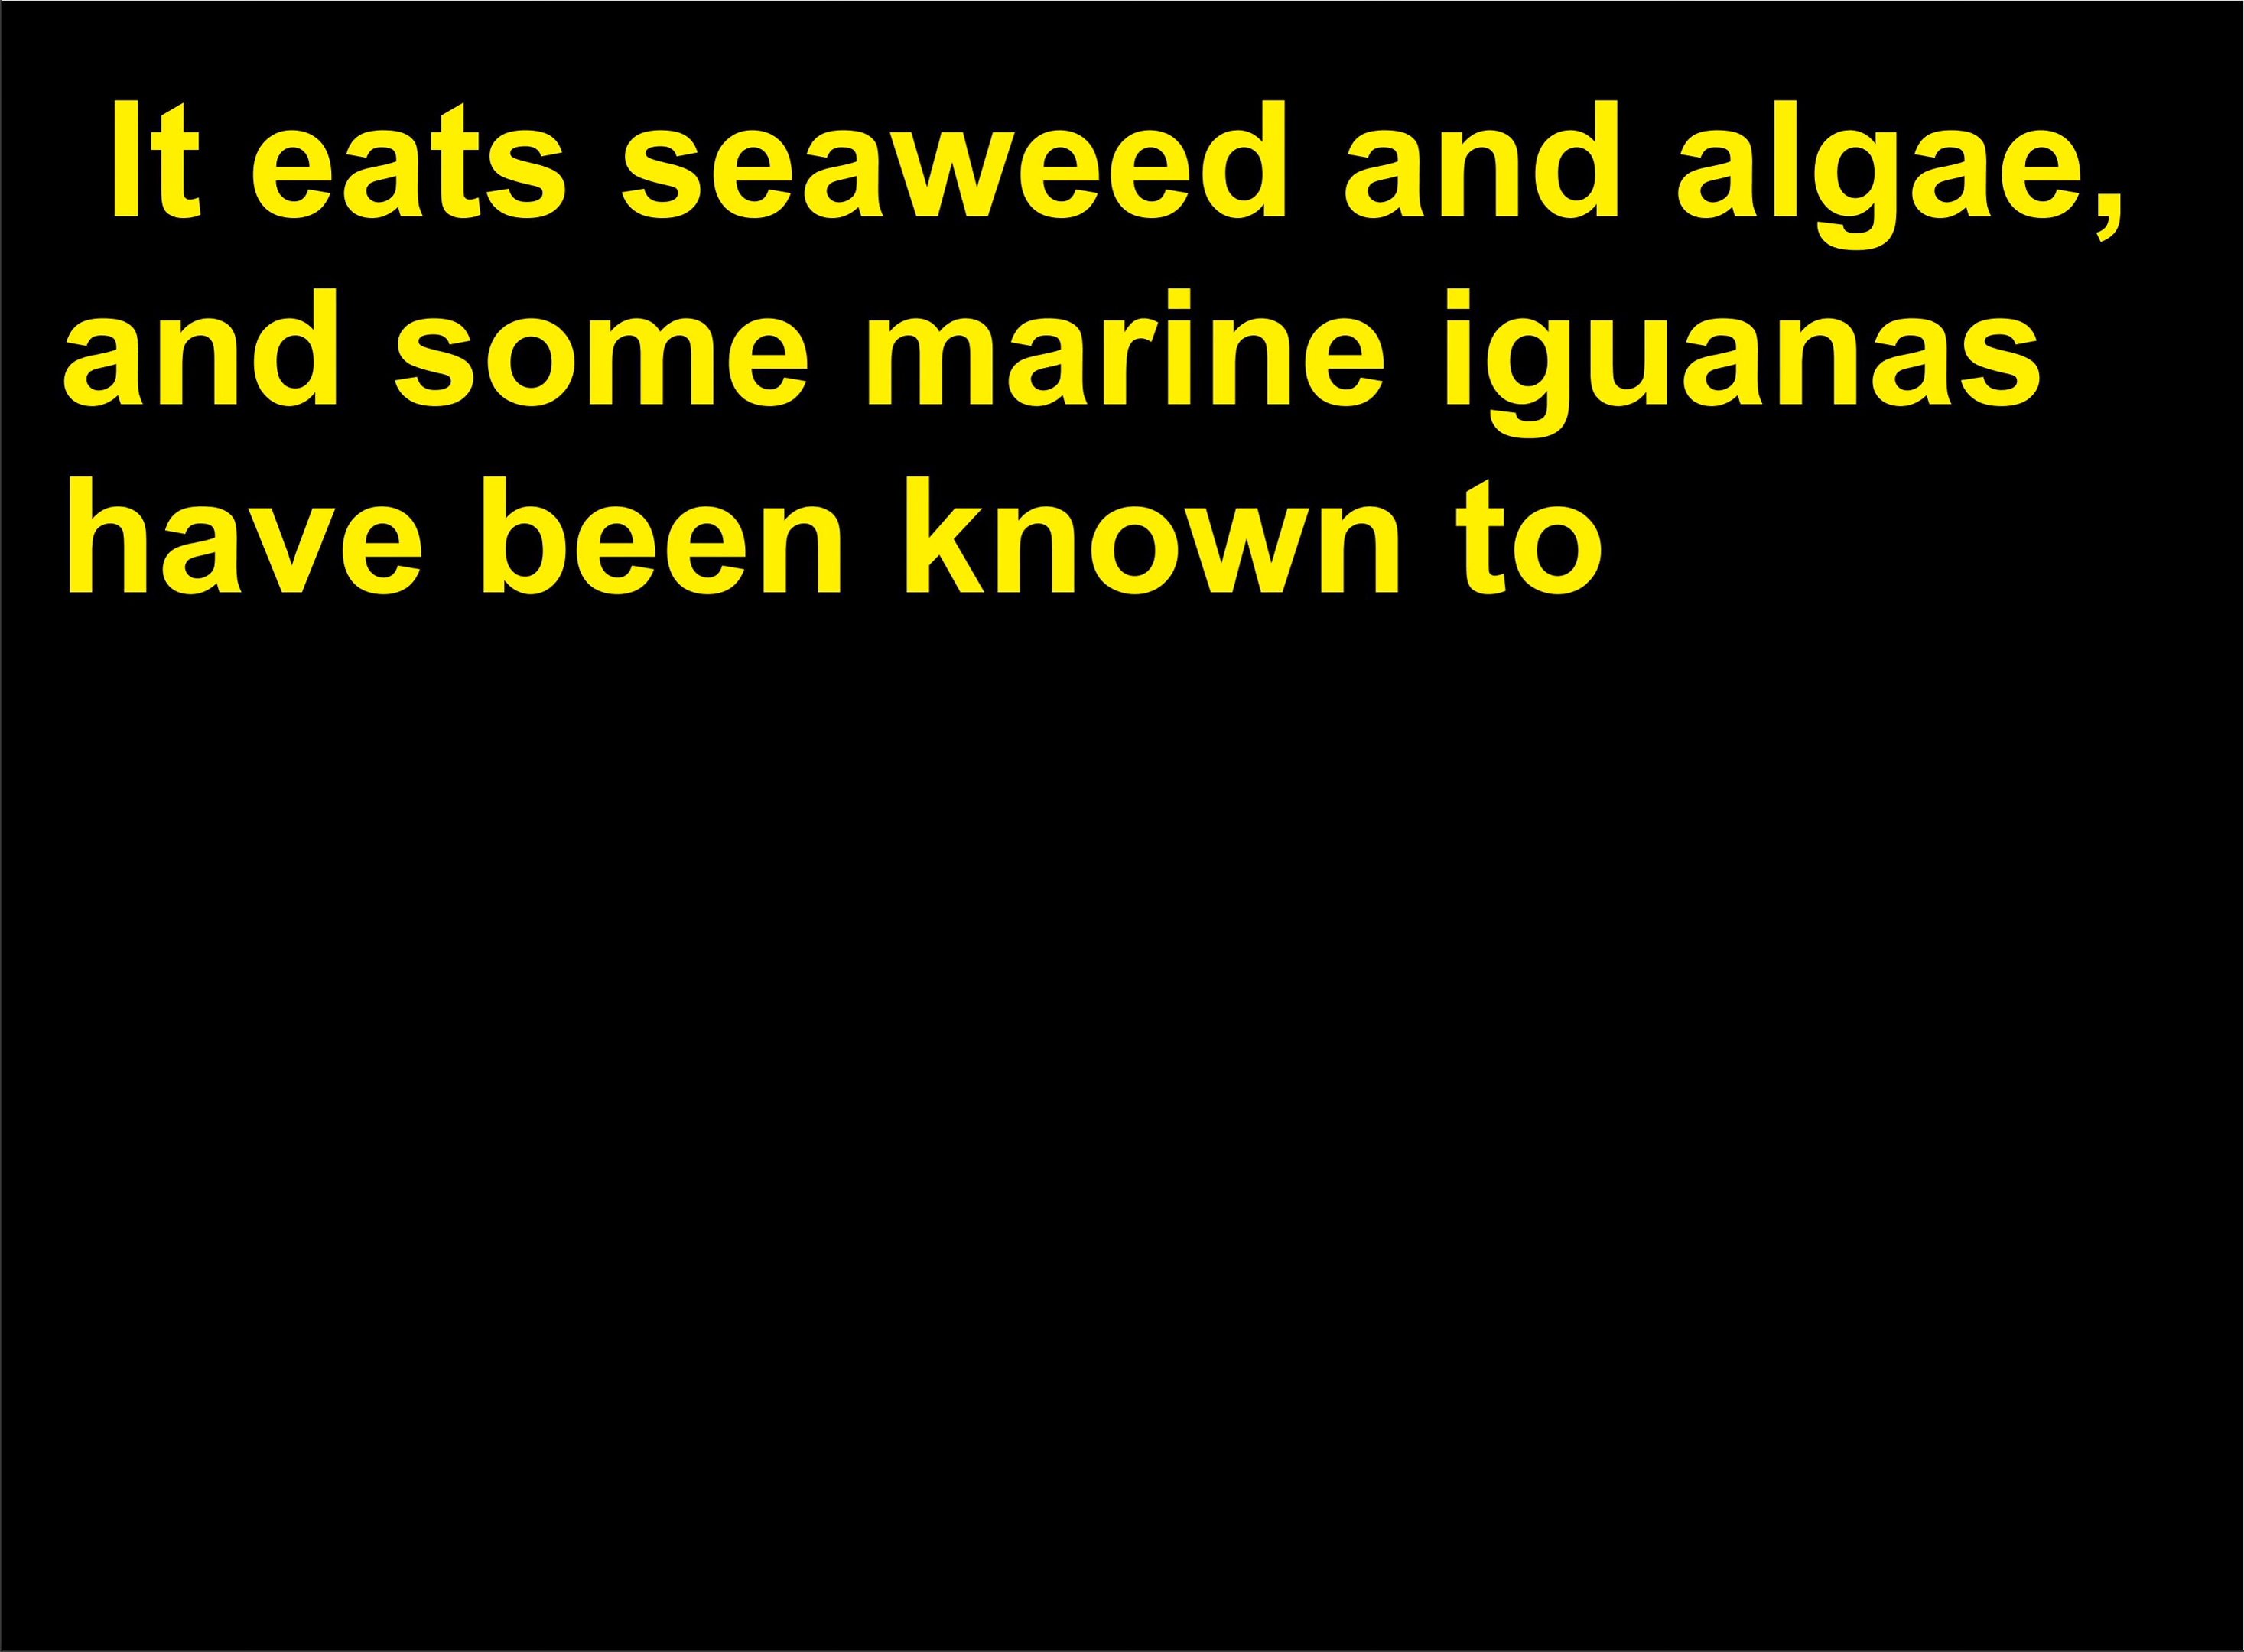 It eats seaweed and algae,
and some marine iguanas
have been known to